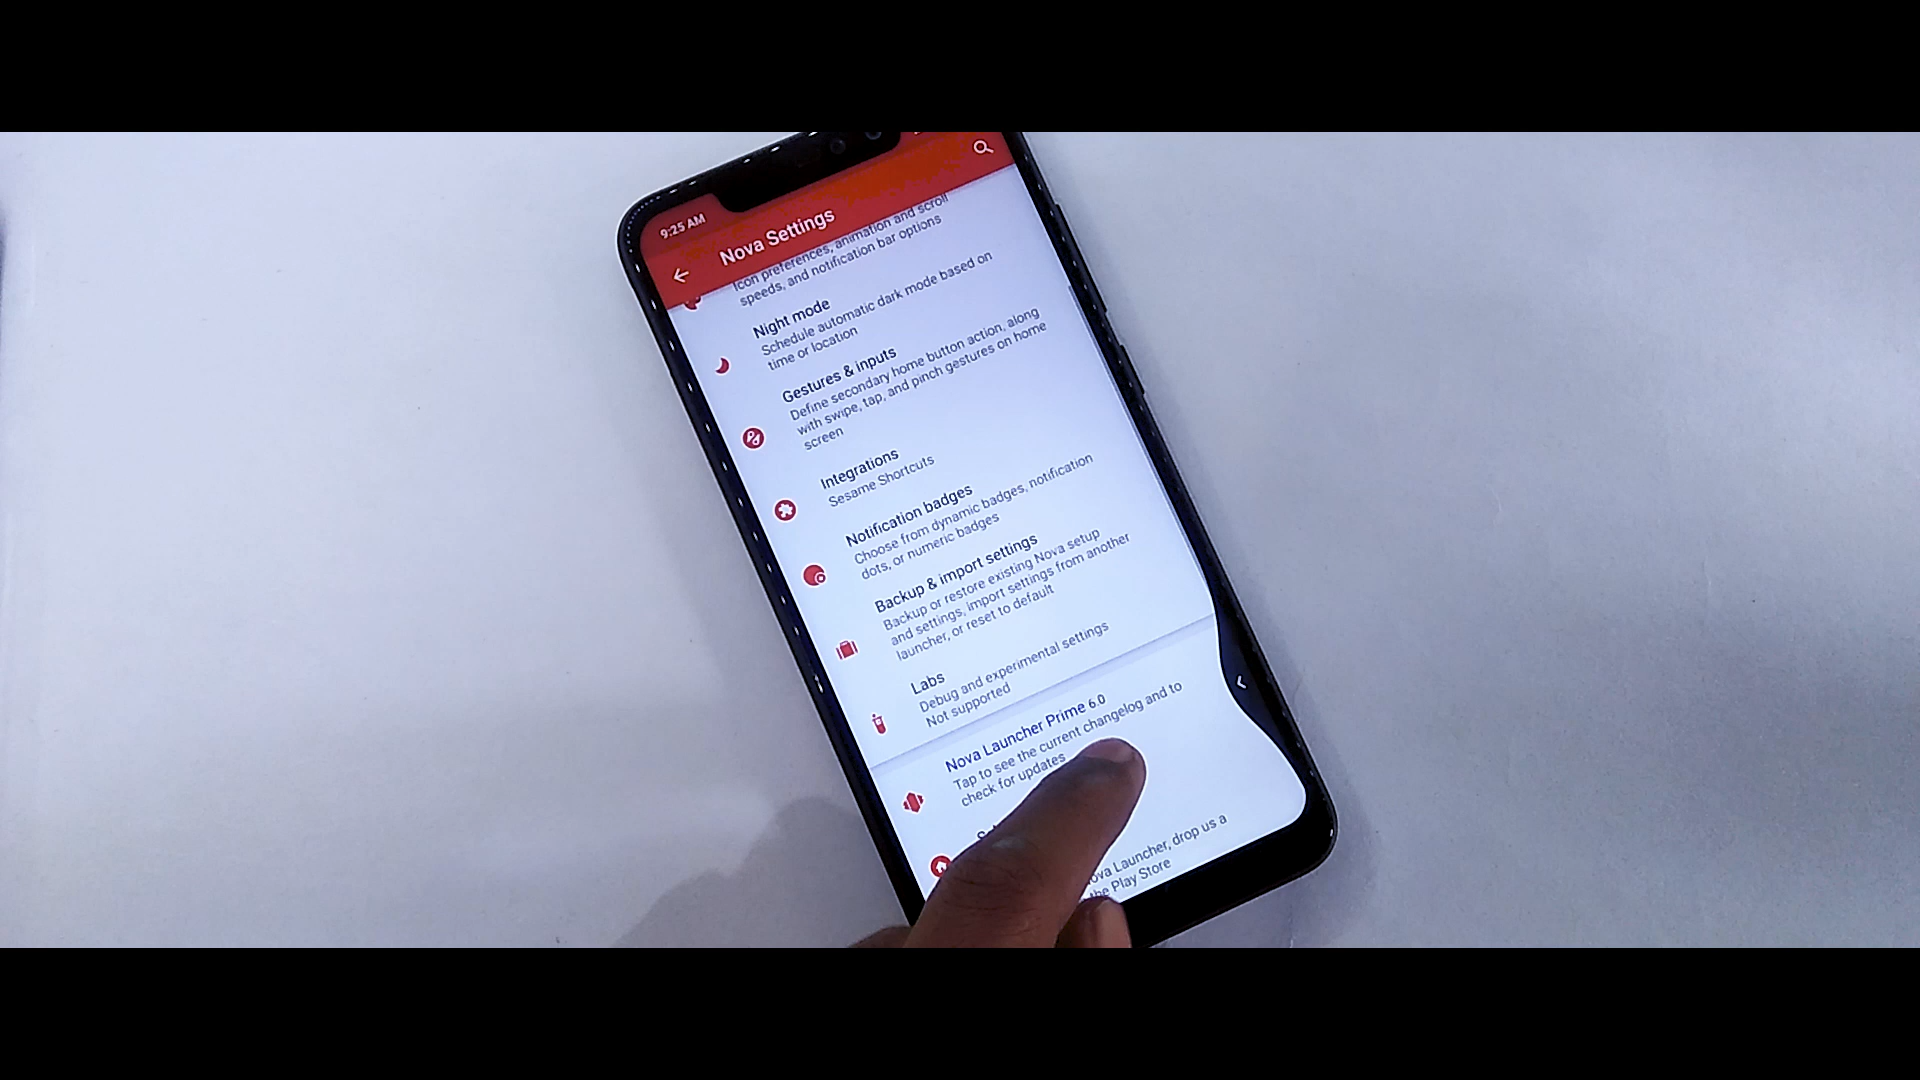 9:25 AM
Nova Settings
Icon preferences, animation and scroll
speeds, and notification bar options
Night mode
Schedule automatic dark mode based on
time or location
Gestures & inputs
Define secondary home button action, along
with swipe, tap, and pinch gestures on home
screen
Integrations
Sesame Shortcuts
Notification badges
Choose from dynamic badges, notification
dots, or numeric badges
Backup & import settings
Backup or restore existing Nova setup
and settings, import settings from another
launcher, or reset to default
Labs
Debug and experimental settings
Not supported
Nova Launcher Prime 6.0
Tap to see the current changelog and to
check for updates
Launcher, drop us a
the Play Store